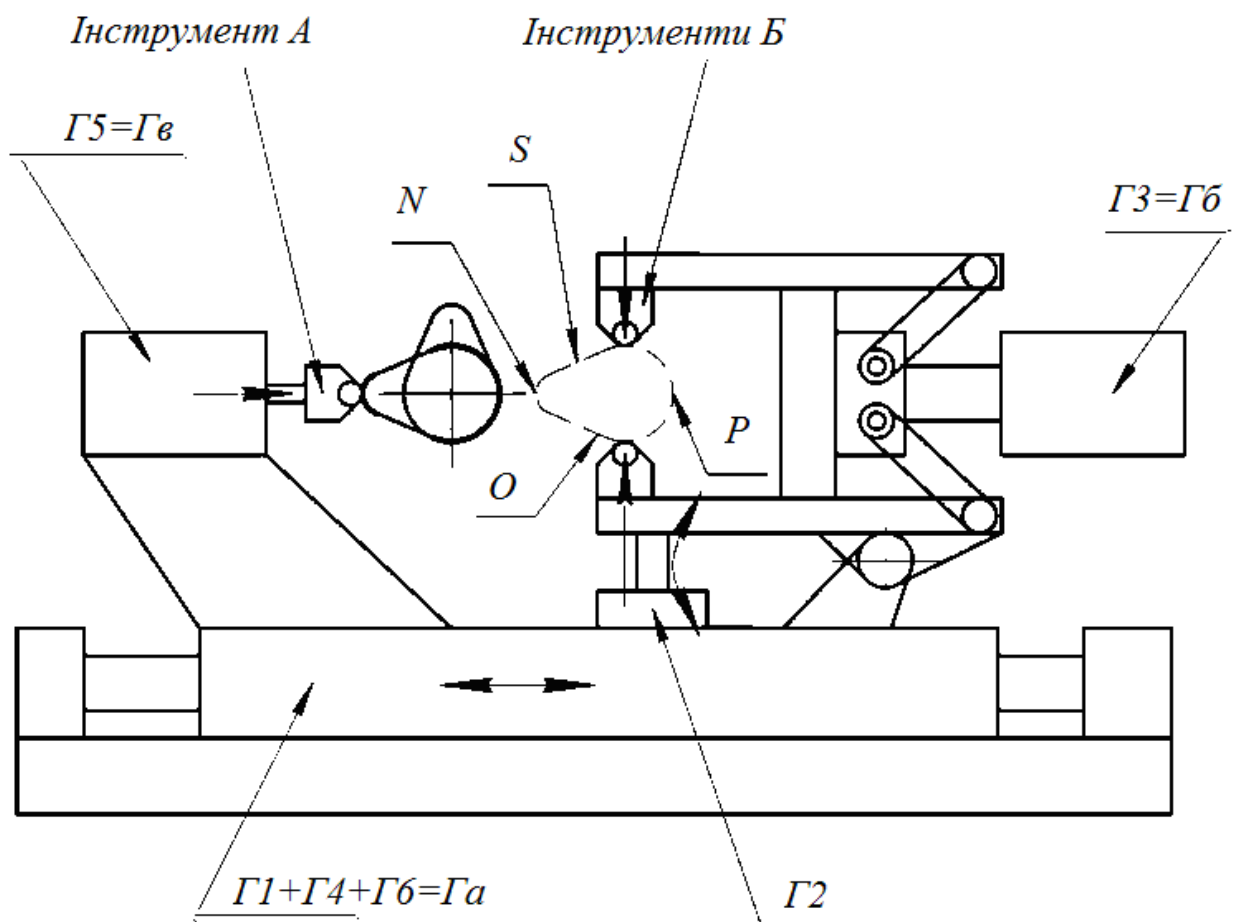 Інструмент А
Інструменти Б
Г5=Гв
S
N
Г3=Гб
P
O
Г1+Г4+Г6=Га
Г2